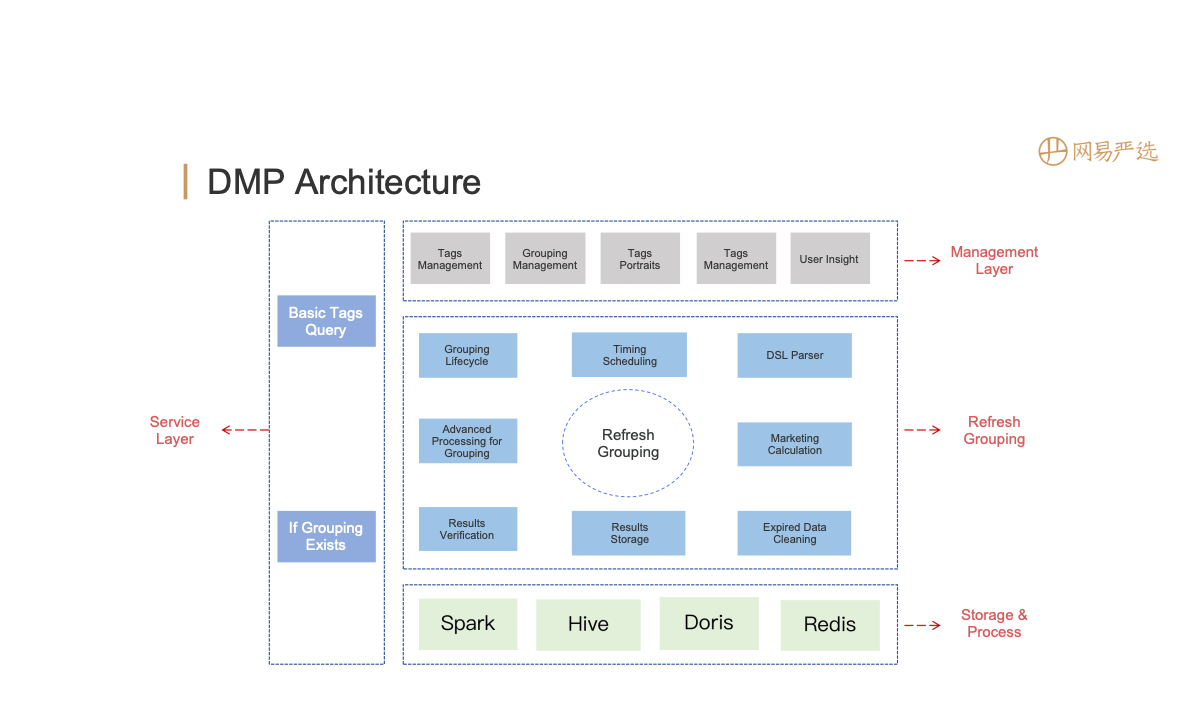 网易严选
DMP Architecture
Tags
Management
Grouping
Management
Tags
Portraits
Tags
Management
User Insight
Management
Layer
Basic Tags
Query
If Grouping
Exists
Service
Layer
Grouping
Lifecycle
Timing
Scheduling
DSL Parser
Advanced
Processing for
Grouping
Refresh
Grouping
Marketing
Calculation
Results
Verification
Results
Storage
Expired Data
Cleaning
Refresh
Grouping
Spark
Hive
Doris
Redis
Storage &
Process